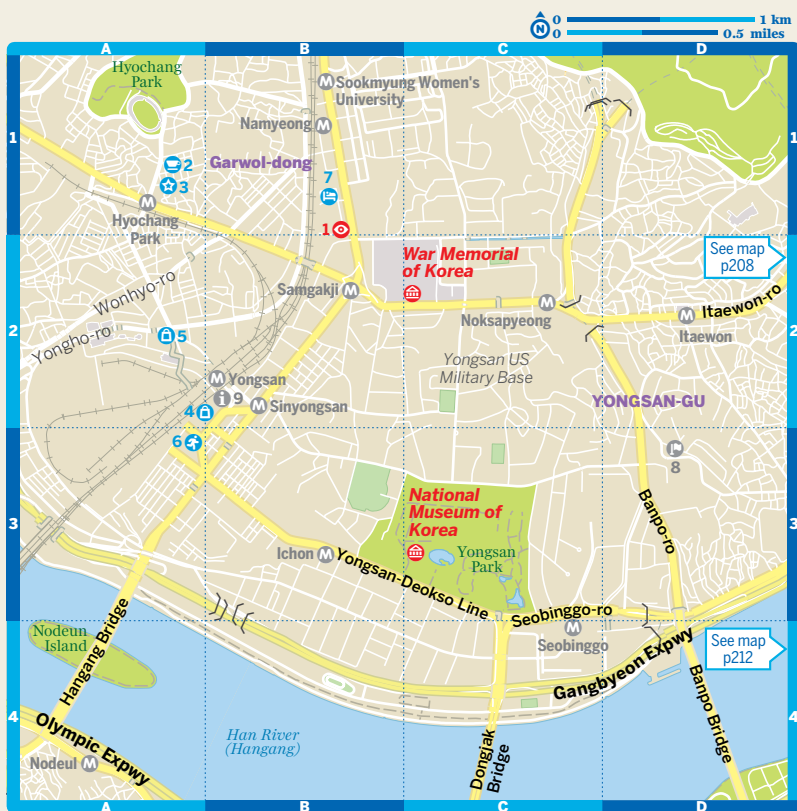 0 1 km
N
0 0.5 miles
A B C D
Hyochang
Park
Sookmyung Women's
University
Namyeong
1 1
2
Garwol-dong
3
7
Hyochang
Park
1
War Memorial
of Korea
See map
p208
Wonhyo-ro
Samgakji
Noksapyeong
Itaewon-ro
2 2
Yongho-ro
5
Itaewon
Yongsan US
Military Base
Yongsan
9
4
Sinyongsan
YONGSAN-GU
6
8
National
Museum of
Korea
Banpo-ro
3 3
Ichon
Yongsan
Park
Yongsan-Deokso Line
Seobinggo-ro
Nodeun
Island
Hangang Bridge
Seobinggo
See map
p212
Gangbyeon Expwy
Banpo Bridge
4 4
Olympic Expwy
Han River
(Hangang)
Dongjak
Bridge
Nodeul
A B C D